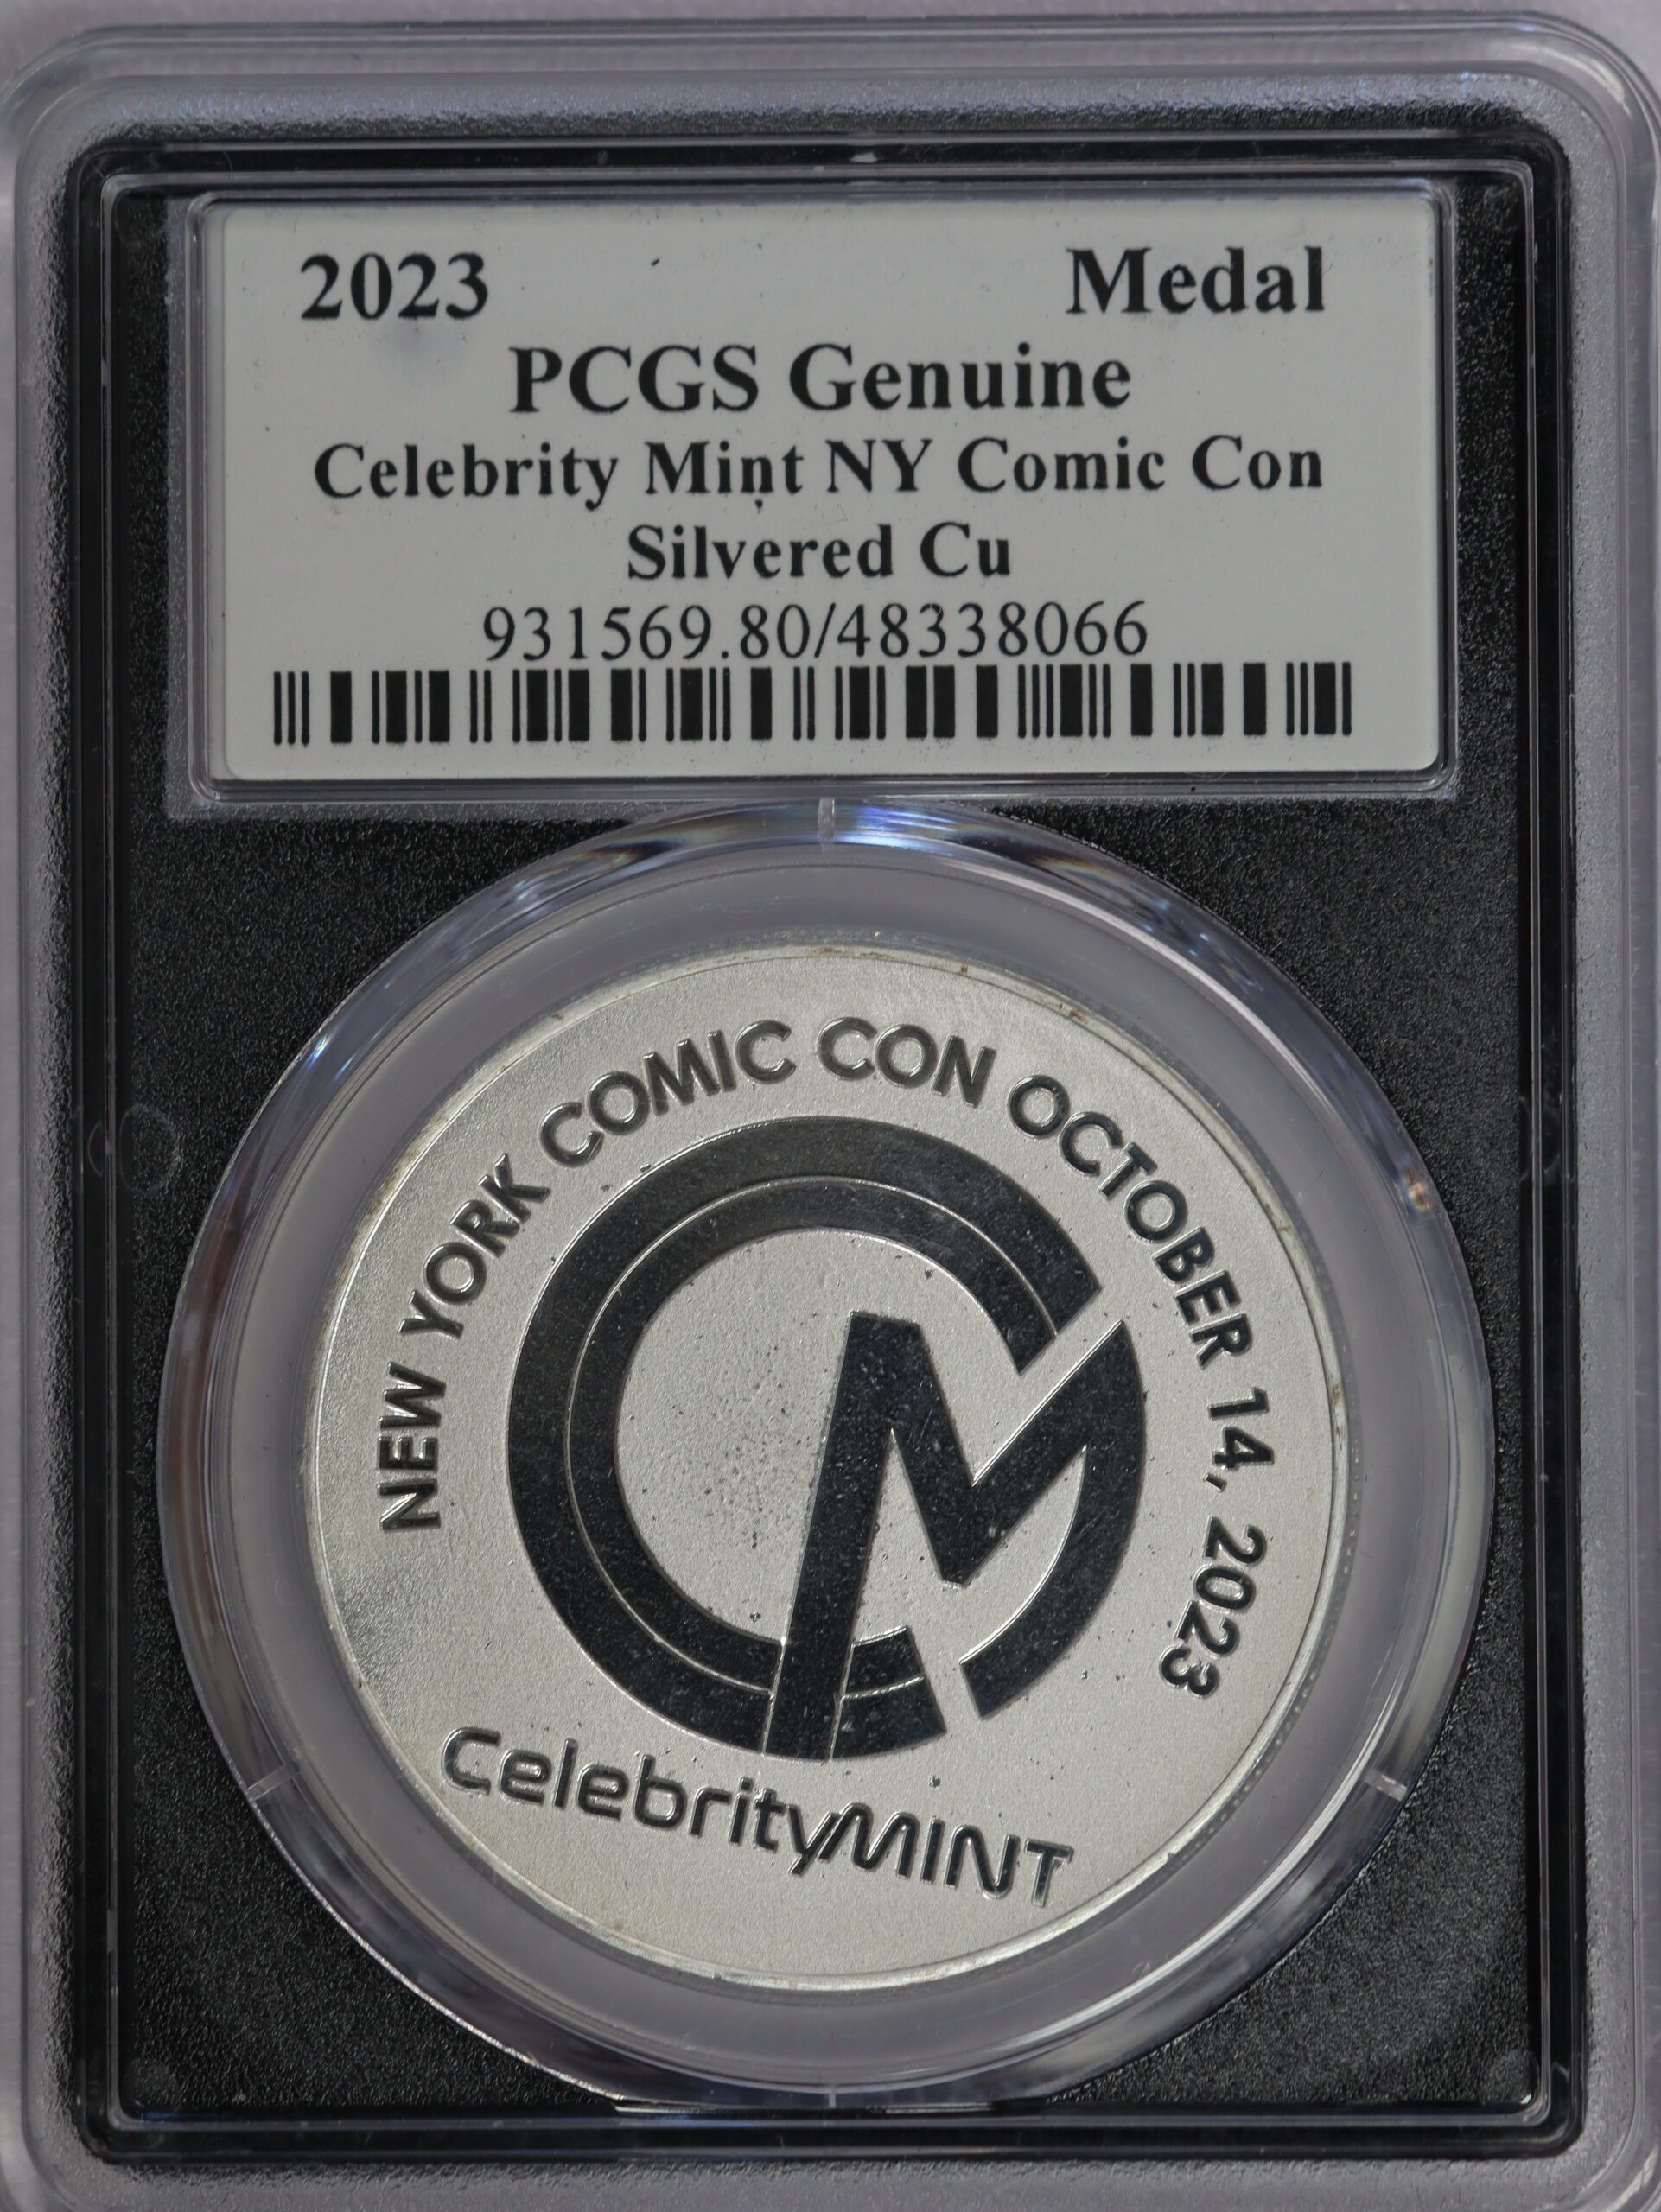 2023 Medal
PCGS Genuine
Celebrity Mint NY Comic Con
Silvered Cu
931569.80/48338066
NEW YORK COMIC CON OCTOBER 14, 2023
CM
CelebrityMINT